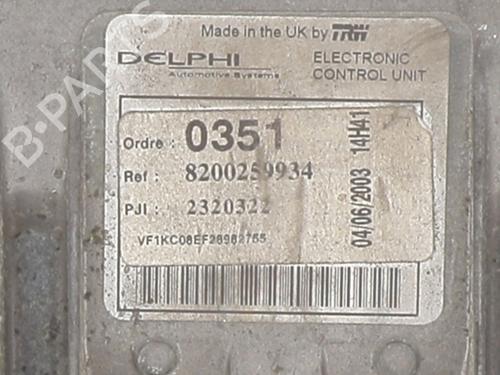 Made in the UK by TRW
DELPHI
Automotive Systems
ELECTRONIC
CONTROL UNIT
Ordre : 0351
Ref : 8200259934
PJI : 2320322
VF1KC08EF28982755
04/06/2003 14H41
B-PARTS